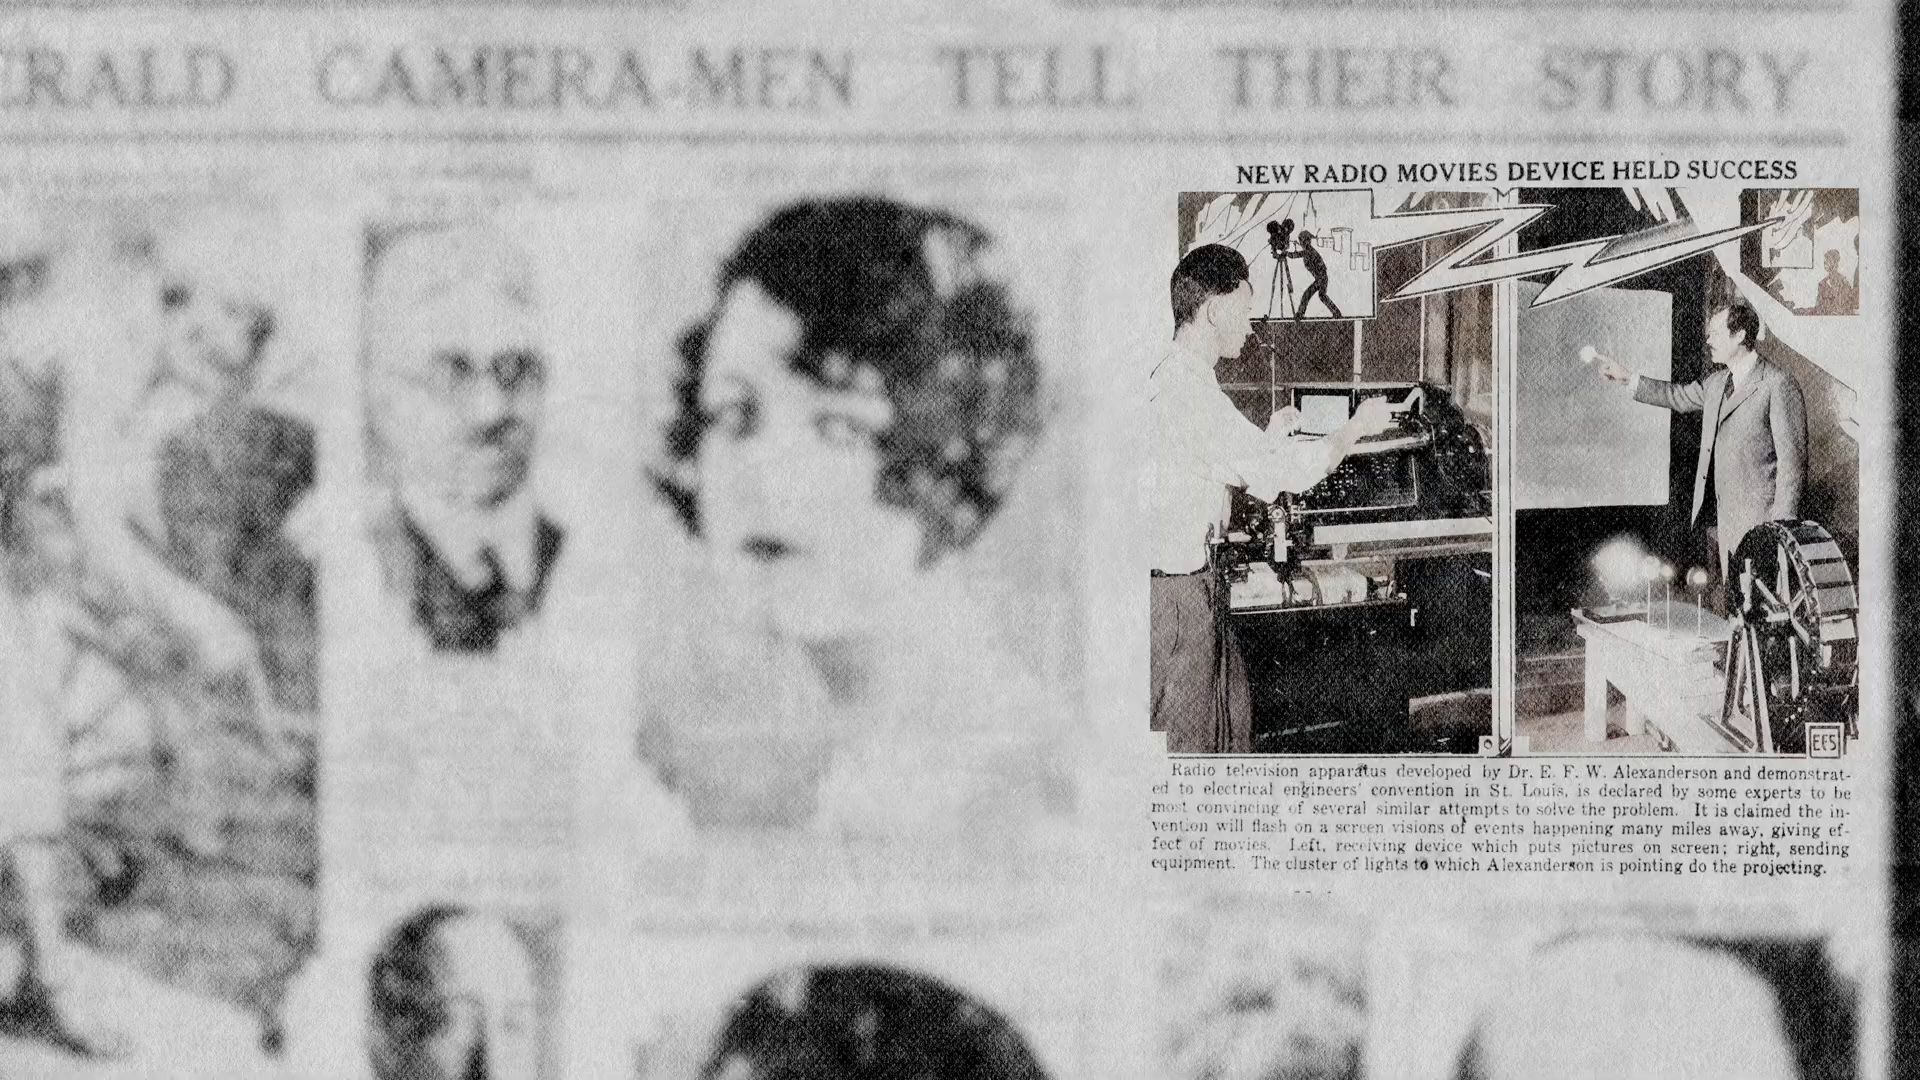 ERALD CAMERA-MEN TELL THEIR STORY
NEW RADIO MOVIES DEVICE HELD SUCCESS
EFS
Radio television apparatus developed by Dr. E. F. W. Alexanderson and demonstrat-
ed to electrical engineers' convention in St. Louis, is declared by some experts to be
most convincing of several similar attempts to solve the problem. It is claimed the in-
vention will flash on a screen visions of events happening many miles away, giving ef-
fect of movies. Left, receiving device which puts pictures on screen; right, sending
equipment. The cluster of lights to which Alexanderson is pointing do the projecting.